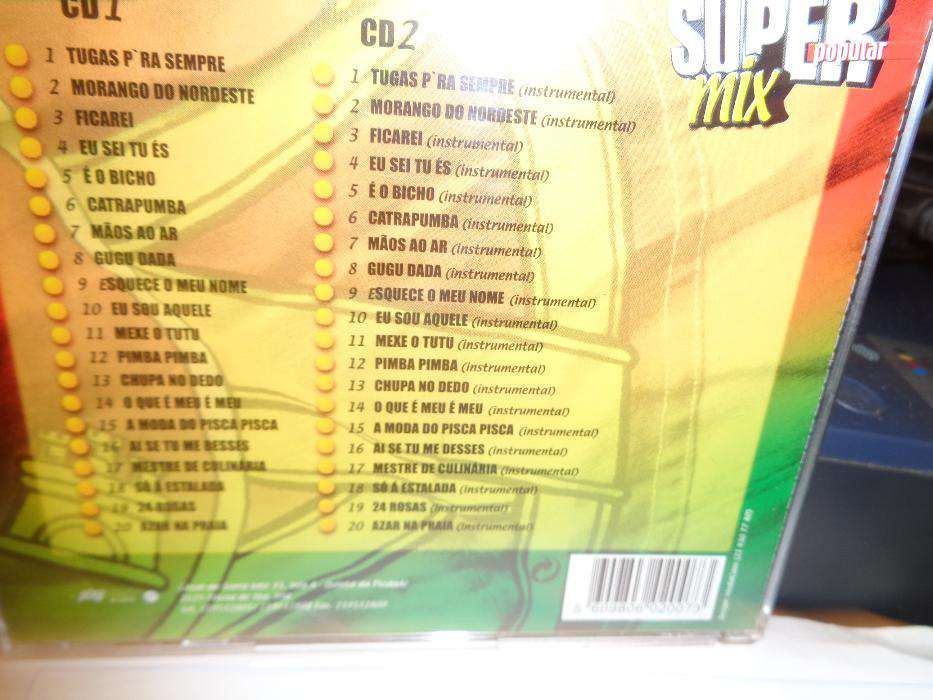 CD 1
1 TUGAS P`RA SEMPRE
2 MORANGO DO NORDESTE
3 FICAREI
4 EU SEI TU ÉS
5 É O BICHO
6 CATRAPUMBA
7 MÃOS AO AR
8 GUGU DADA
9 ESQUECE O MEU NOME
10 EU SOU AQUELE
11 MEXE O TUTU
12 PIMBA PIMBA
13 CHUPA NO DEDO
14 O QUE É MEU É MEU
15 A MODA DO PISCA PISCA
16 AI SE TU ME DESSES
17 MESTRE DE CULINÁRIA
18 SÓ À ESTALADA
19 24 ROSAS
20 AZAR NA PRAIA
CD 2
1 TUGAS P`RA SEMPRE (instrumental)
2 MORANGO DO NORDESTE (instrumental)
3 FICAREI (instrumental)
4 EU SEI TU ÉS (instrumental)
5 É O BICHO (instrumental)
6 CATRAPUMBA (instrumental)
7 MÃOS AO AR (instrumental)
8 GUGU DADA (instrumental)
9 ESQUECE O MEU NOME (instrumental)
10 EU SOU AQUELE (instrumental)
11 MEXE O TUTU (instrumental)
12 PIMBA PIMBA (instrumental)
13 CHUPA NO DEDO (instrumental)
14 O QUE É MEU É MEU (instrumental)
15 A MODA DO PISCA PISCA (instrumental)
16 AI SE TU ME DESSES (instrumental)
17 MESTRE DE CULINÁRIA (instrumental)
18 SÓ À ESTALADA (instrumental)
19 24 ROSAS (instrumental)
20 AZAR NA PRAIA (instrumental)
SUPER
popular
mix